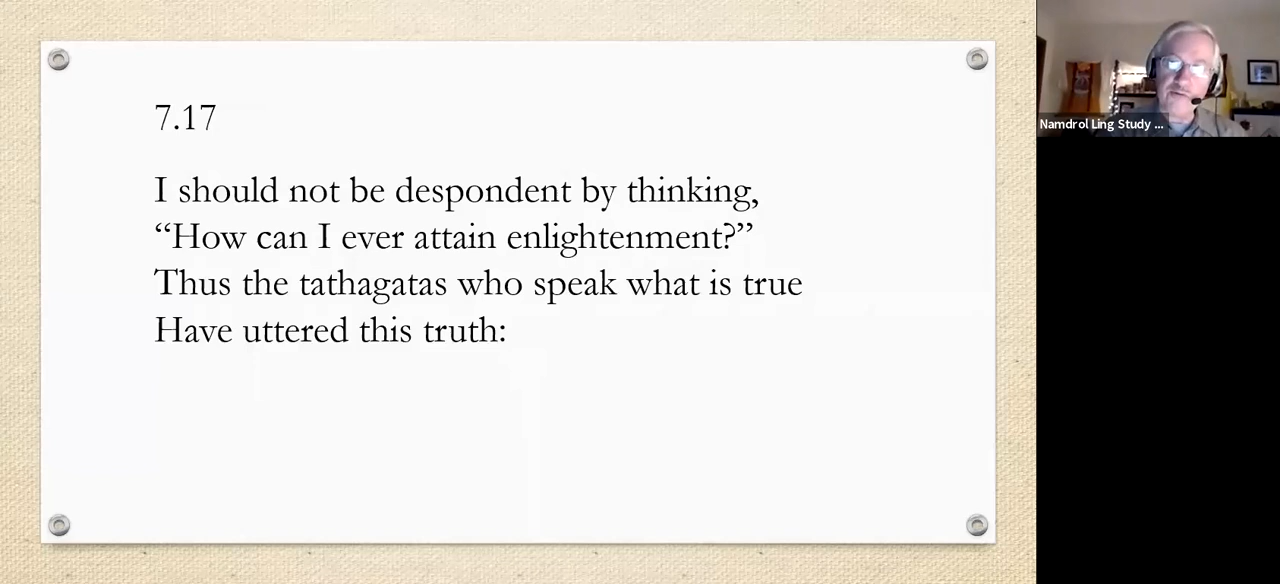 7.17
I should not be despondent by thinking,
“How can I ever attain enlightenment?”
Thus the tathagatas who speak what is true
Have uttered this truth:
Namdrol Ling Study ...